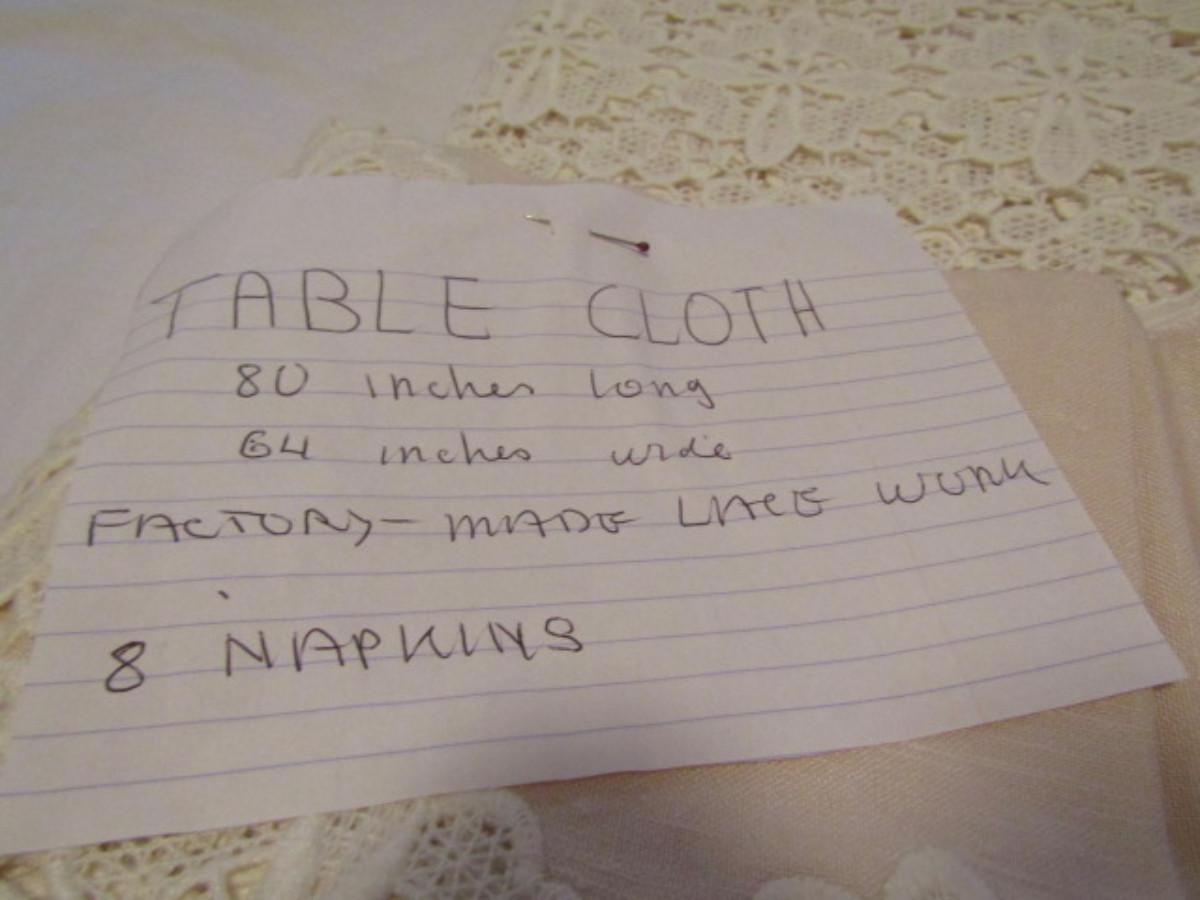 TABLE CLOTH
80 inches long
64 inches wide
FACTORY-MADE LACE WORK
8 NAPKINS